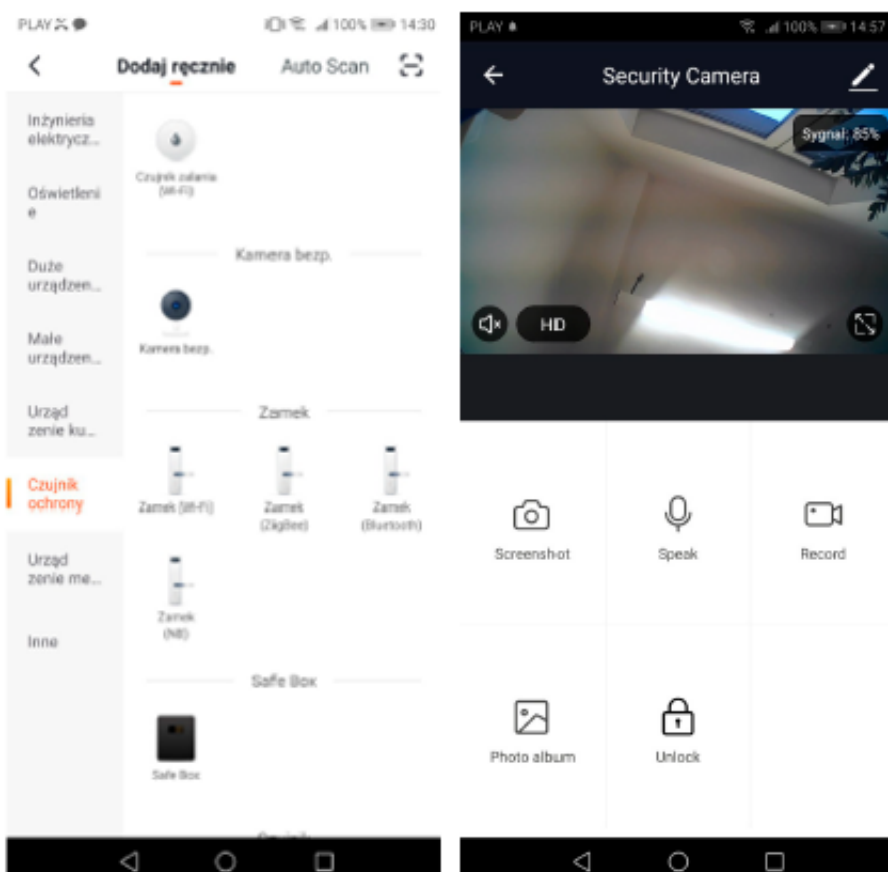 PLAY
100%
14:30
Dodaj ręcznie
Auto Scan
Inżynieria
elektrycz...
Oświetleni
e
Duże
urządzen...
Małe
urządzen...
Urząd
zenie ku...
Czujnik
ochrony
Urząd
zenie me...
Inne
Czujnik zalania
(Wi-Fi)
Kamera bezp.
Kamera bezp.
Zamek
Zamek (Wi-Fi)
Zamek
(ZigBee)
Zamek
(Bluetooth)
Zamek
(NB)
Safe Box
Safe Box
PLAY
100%
14:57
Security Camera
Sygnał: 85%
HD
Screenshot
Speak
Record
Photo album
Unlock